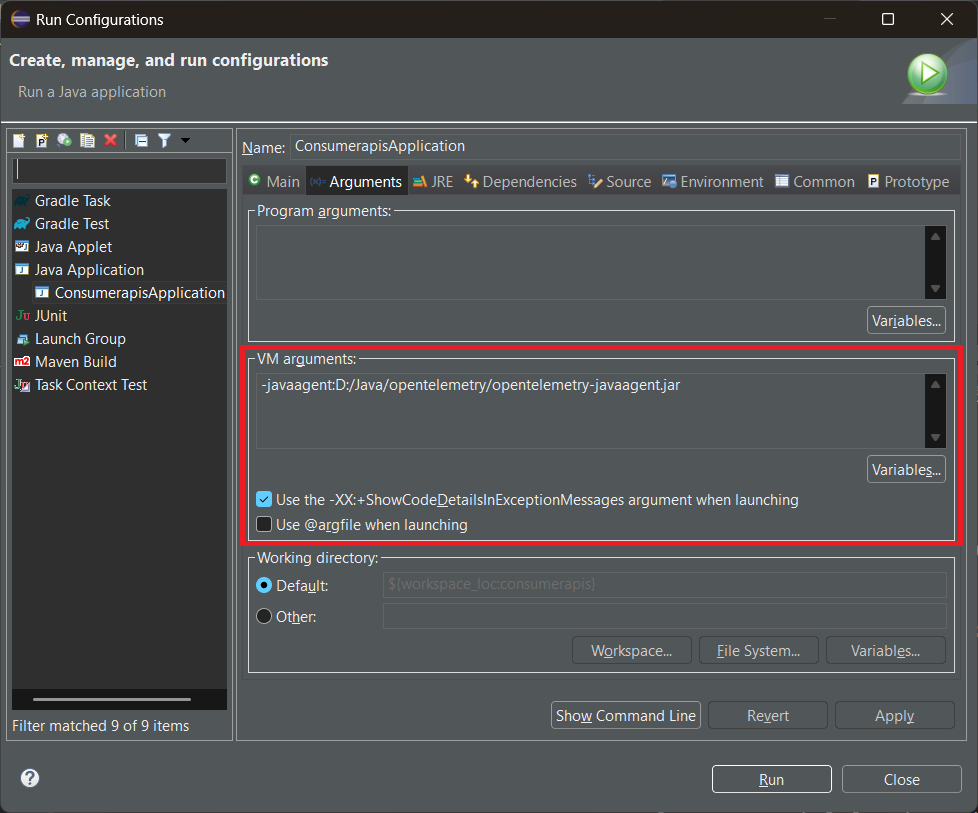 Run Configurations
Create, manage, and run configurations
Run a Java application
Name: ConsumerapisApplication
Main Arguments JRE Dependencies Source Environment Common Prototype
Gradle Task
Gradle Test
Java Applet
Java Application
ConsumerapisApplication
JUnit
Launch Group
Maven Build
Task Context Test
Filter matched 9 of 9 items
Program arguments:
Variables...
VM arguments:
-javaagent:D:/Java/opentelemetry/opentelemetry-javaagent.jar
Variables...
Use the -XX:+ShowCodeDetailsInExceptionMessages argument when launching
Use @argfile when launching
Working directory:
Default: ${workspace_loc:consumerapis}
Other:
Workspace... File System... Variables...
Show Command Line Revert Apply
Run Close